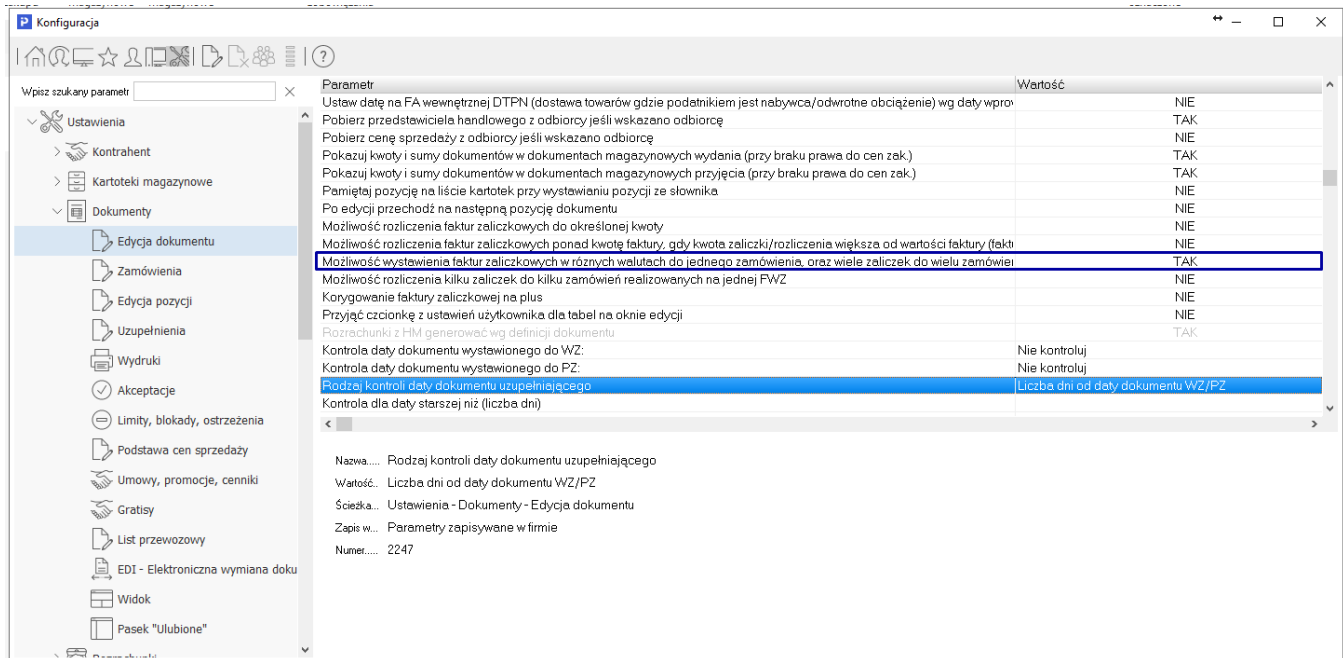 Konfiguracja
Wpisz szukany parametr
Ustawienia
Kontrahent
Kartoteki magazynowe
Dokumenty
Edycja dokumentu
Zamówienia
Edycja pozycji
Uzupełnienia
Wydruki
Akceptacje
Limity, blokady, ostrzeżenia
Podstawa cen sprzedaży
Umowy, promocje, cenniki
Gratisy
List przewozowy
EDI - Elektroniczna wymiana doku
Widok
Pasek "Ulubione"
Parametr Wartość
Ustaw datę na FA wewnętrznej DTPN (dostawa towarów gdzie podatnikiem jest nabywca/odwrotne obciążenie) wg daty wprov NIE
Pobierz przedstawiciela handlowego z odbiorcy jeśli wskazano odbiorcę TAK
Pobierz cenę sprzedaży z odbiorcy jeśli wskazano odbiorcę NIE
Pokazuj kwoty i sumy dokumentów w dokumentach magazynowych wydania (przy braku prawa do cen zak.) TAK
Pokazuj kwoty i sumy dokumentów w dokumentach magazynowych przyjęcia (przy braku prawa do cen zak.) TAK
Pamiętaj pozycję na liście kartotek przy wystawianiu pozycji ze słownika NIE
Po edycji przechodź na następną pozycję dokumentu NIE
Możliwość rozliczenia faktur zaliczkowych do określonej kwoty NIE
Możliwość rozliczenia faktur zaliczkowych ponad kwotę faktury, gdy kwota zaliczki/rozliczenia większa od wartości faktury (fakt NIE
Możliwość wystawienia faktur zaliczkowych w róznych walutach do jednego zamówienia, oraz wiele zaliczek do wielu zamówier TAK
Możliwość rozliczenia kilku zaliczek do kilku zamówień realizowanych na jednej FWZ NIE
Korygowanie faktury zaliczkowej na plus NIE
Przyjąć czcionkę z ustawień użytkownika dla tabel na oknie edycji NIE
Rozrachunki z HM generować wg definicji dokumentu TAK
Kontrola daty dokumentu wystawionego do WZ: Nie kontroluj
Kontrola daty dokumentu wystawionego do PZ: Nie kontroluj
Rodzaj kontroli daty dokumentu uzupełniającego Liczba dni od daty dokumentu WZ/PZ
Kontrola dla daty starszej niż (liczba dni)
Nazwa..... Rodzaj kontroli daty dokumentu uzupełniającego
Wartość.. Liczba dni od daty dokumentu WZ/PZ
Ścieżka... Ustawienia - Dokumenty - Edycja dokumentu
Zapis w... Parametry zapisywane w firmie
Numer..... 2247